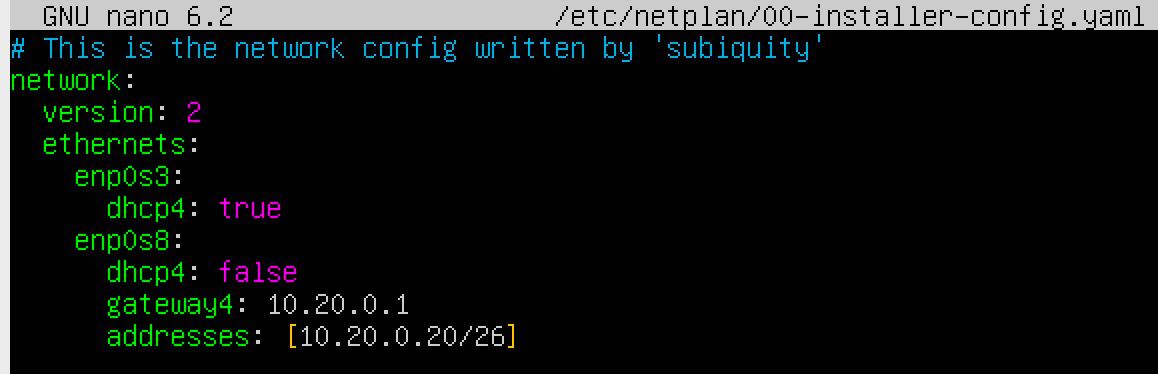 GNU nano 6.2 /etc/netplan/00-installer-config.yaml
# This is the network config written by 'subiquity'
network:
  version: 2
  ethernets:
    enp0s3:
      dhcp4: true
    enp0s8:
      dhcp4: false
      gateway4: 10.20.0.1
      addresses: [10.20.0.20/26]